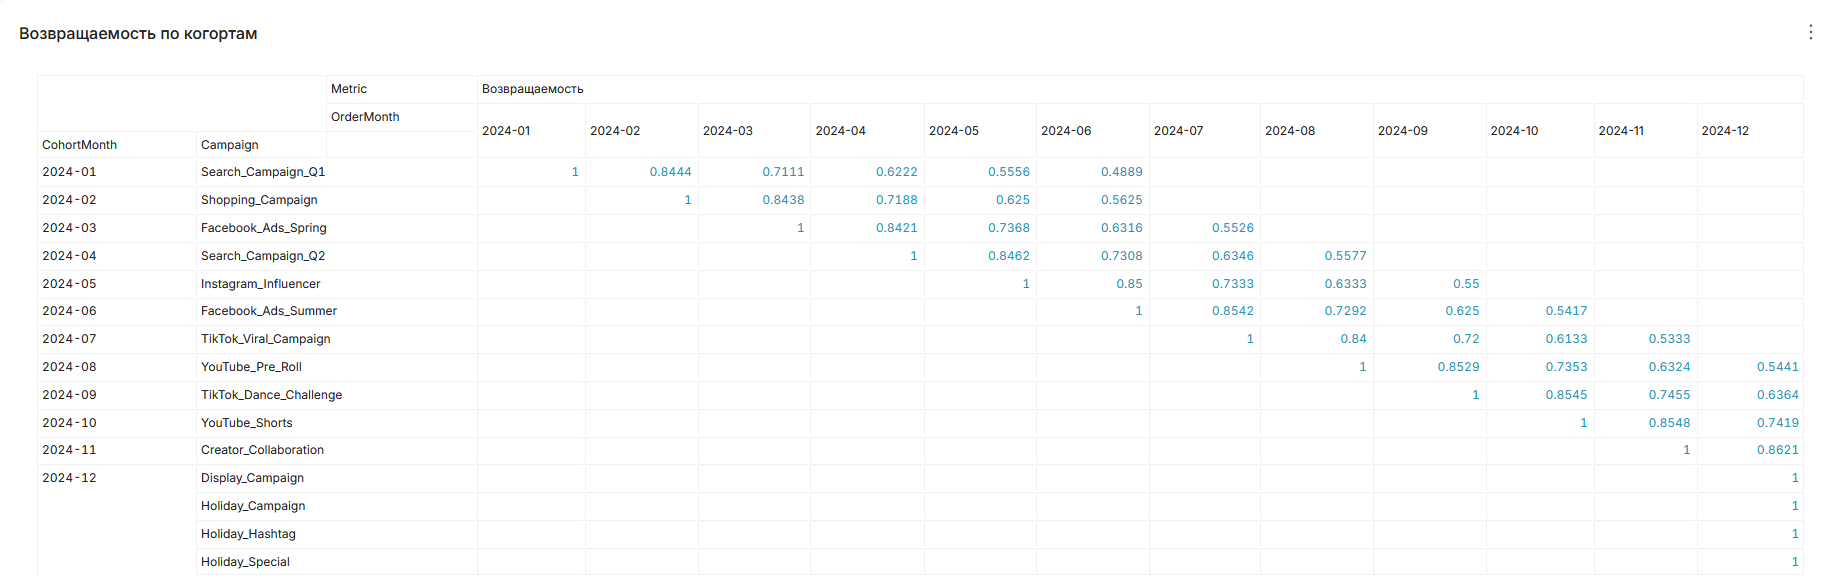 Возвращаемость по когортам
Metric Возвращаемость
OrderMonth
2024-01 2024-02 2024-03 2024-04 2024-05 2024-06 2024-07 2024-08 2024-09 2024-10 2024-11 2024-12
CohortMonth Campaign
2024-01 Search_Campaign_Q1 1 0.8444 0.7111 0.6222 0.5556 0.4889
2024-02 Shopping_Campaign 1 0.8438 0.7188 0.625 0.5625
2024-03 Facebook_Ads_Spring 1 0.8421 0.7368 0.6316 0.5526
2024-04 Search_Campaign_Q2 1 0.8462 0.7308 0.6346 0.5577
2024-05 Instagram_Influencer 1 0.85 0.7333 0.6333 0.55
2024-06 Facebook_Ads_Summer 1 0.8542 0.7292 0.625 0.5417
2024-07 TikTok_Viral_Campaign 1 0.84 0.72 0.6133 0.5333
2024-08 YouTube_Pre_Roll 1 0.8529 0.7353 0.6324 0.5441
2024-09 TikTok_Dance_Challenge 1 0.8545 0.7455 0.6364
2024-10 YouTube_Shorts 1 0.8548 0.7419
2024-11 Creator_Collaboration 1 0.8621
2024-12 Display_Campaign 1
Holiday_Campaign 1
Holiday_Hashtag 1
Holiday_Special 1